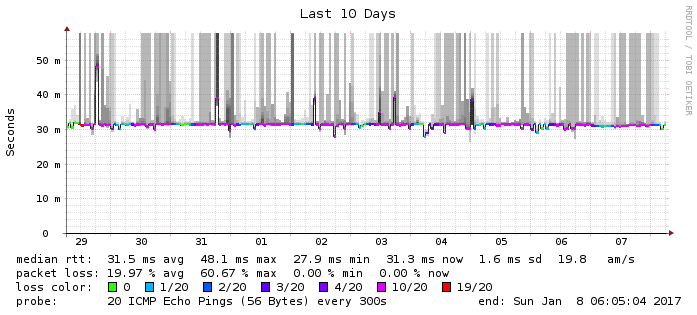 Last 10 Days
RRDTOOL / TOBI OETIKER
Seconds
50 m
40 m
30 m
20 m
10 m
0
29 30 31 01 02 03 04 05 06 07
median rtt: 31.5 ms avg 48.1 ms max 27.9 ms min 31.3 ms now 1.6 ms sd 19.8 am/s
packet loss: 19.97 % avg 60.67 % max 0.00 % min 0.00 % now
loss color: 0 1/20 2/20 3/20 4/20 10/20 19/20
probe: 20 ICMP Echo Pings (56 Bytes) every 300s end: Sun Jan 8 06:05:04 2017